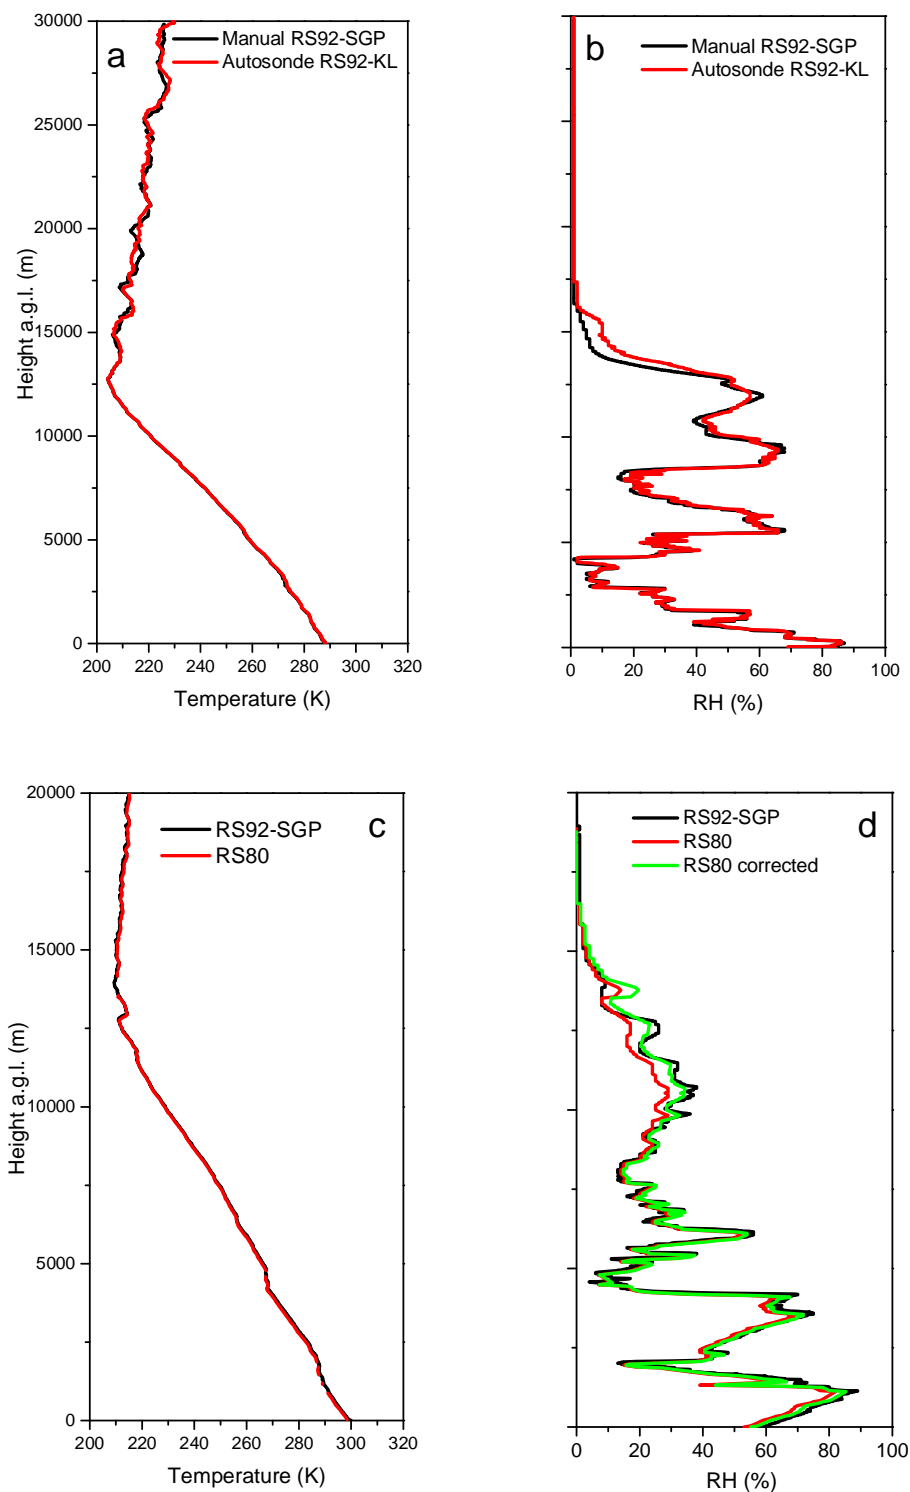 a
Manual RS92-SGP
Autosonde RS92-KL
30000
25000
20000
15000
10000
5000
0
Height a.g.l. (m)
200 220 240 260 280 300 320
Temperature (K)
b
Manual RS92-SGP
Autosonde RS92-KL
0 20 40 60 80 100
RH (%)
c
RS92-SGP
RS80
20000
15000
10000
5000
0
Height a.g.l. (m)
200 220 240 260 280 300 320
Temperature (K)
d
RS92-SGP
RS80
RS80 corrected
0 20 40 60 80 100
RH (%)